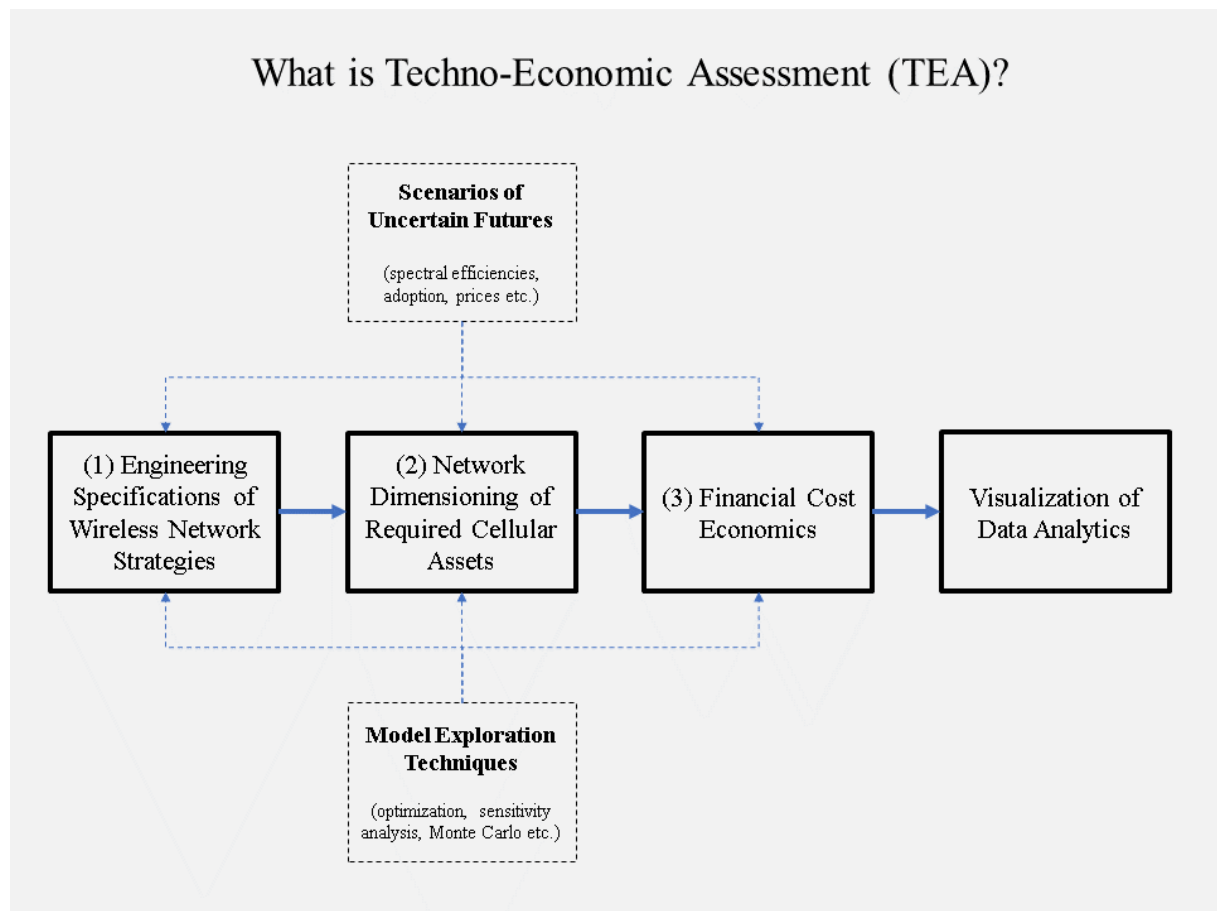 What is Techno-Economic Assessment (TEA)?
Scenarios of
Uncertain Futures
(spectral efficiencies,
adoption, prices etc.)
(1) Engineering
Specifications of
Wireless Network
Strategies
(2) Network
Dimensioning of
Required Cellular
Assets
(3) Financial Cost
Economics
Visualization of
Data Analytics
Model Exploration
Techniques
(optimization, sensitivity
analysis, Monte Carlo etc.)